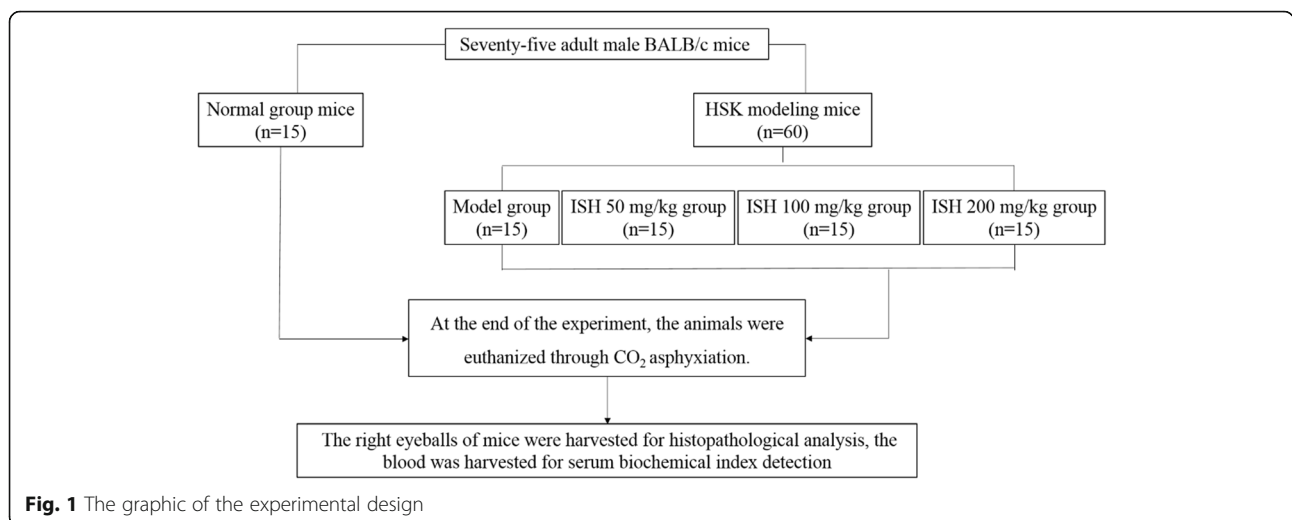 Seventy-five adult male BALB/c mice
Normal group mice
(n=15)
HSK modeling mice
(n=60)
Model group
(n=15)
ISH 50 mg/kg group
(n=15)
ISH 100 mg/kg group
(n=15)
ISH 200 mg/kg group
(n=15)
At the end of the experiment, the animals were
euthanized through CO₂ asphyxiation.
The right eyeballs of mice were harvested for histopathological analysis, the
blood was harvested for serum biochemical index detection
Fig. 1 The graphic of the experimental design